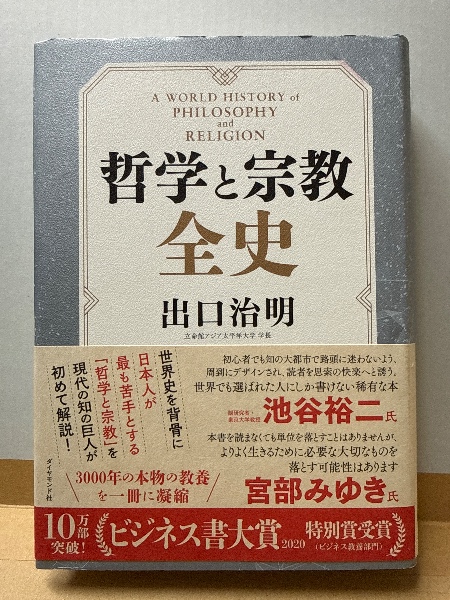 A WORLD HISTORY of
PHILOSOPHY
and
RELIGION
哲学と宗教
全史
出口治明
立命館アジア太平洋大学 学長
世界史を背骨に
日本人が
最も苦手とする
「哲学と宗教」を
現代の知の巨人が
初めて解説!
ダイヤモンド社
初心者でも知の大都市で路頭に迷わないよう、
周到にデザインされ、読者を思索の快楽へと誘う。
世界でも選ばれた人にしか書けない稀有な本
脳研究者・
東京大学教授
池谷裕二氏
本書を読まなくても単位を落とすことはありませんが、
よりよく生きるために必要な大切なものを
落とす可能性はあります
宮部みゆき氏
3000年の本物の教養
を一冊に凝縮
10万部
突破!
ビジネス書大賞2020
特別賞受賞
(ビジネス教養部門)